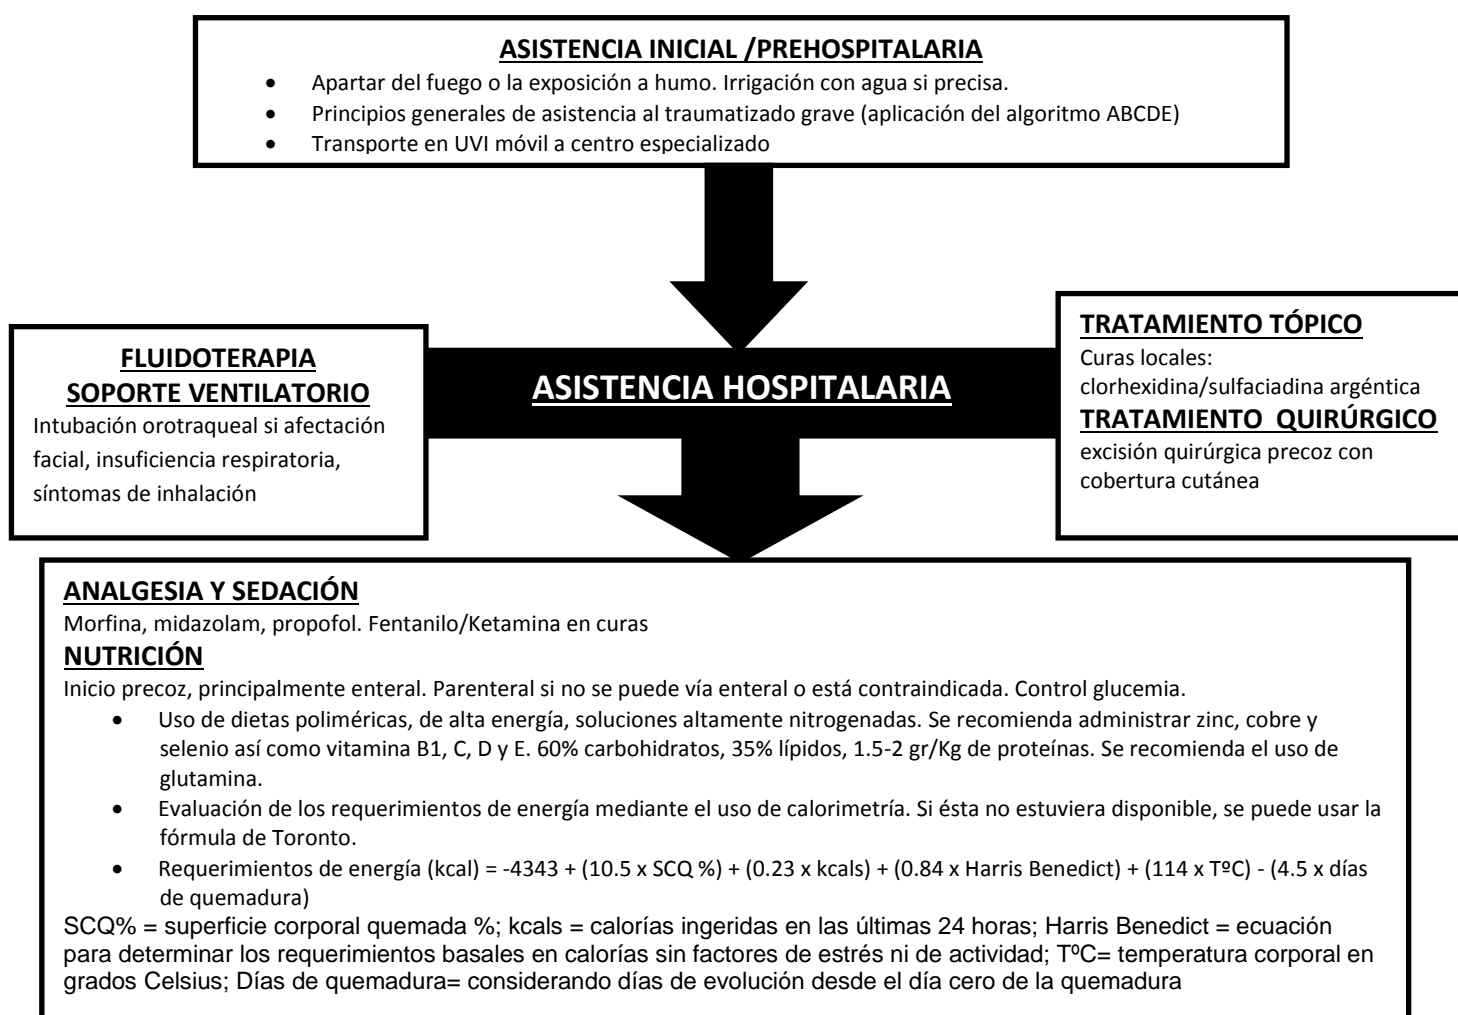 ASISTENCIA INICIAL /PREHOSPITALARIA
• Apartar del fuego o la exposición a humo. Irrigación con agua si precisa.
• Principios generales de asistencia al traumatizado grave (aplicación del algoritmo ABCDE)
• Transporte en UVI móvil a centro especializado
FLUIDOTERAPIA
SOPORTE VENTILATORIO
Intubación orotraqueal si afectación
facial, insuficiencia respiratoria,
síntomas de inhalación
ASISTENCIA HOSPITALARIA
TRATAMIENTO TÓPICO
Curas locales:
clorhexidina/sulfaciadina argéntica
TRATAMIENTO QUIRÚRGICO
excisión quirúrgica precoz con
cobertura cutánea
ANALGESIA Y SEDACIÓN
Morfina, midazolam, propofol. Fentanilo/Ketamina en curas
NUTRICIÓN
Inicio precoz, principalmente enteral. Parenteral si no se puede vía enteral o está contraindicada. Control glucemia.
• Uso de dietas poliméricas, de alta energía, soluciones altamente nitrogenadas. Se recomienda administrar zinc, cobre y
selenio así como vitamina B1, C, D y E. 60% carbohidratos, 35% lípidos, 1.5-2 gr/Kg de proteínas. Se recomienda el uso de
glutamina.
• Evaluación de los requerimientos de energía mediante el uso de calorimetría. Si ésta no estuviera disponible, se puede usar la
fórmula de Toronto.
• Requerimientos de energía (kcal) = -4343 + (10.5 x SCQ %) + (0.23 x kcals) + (0.84 x Harris Benedict) + (114 x TºC) - (4.5 x días
de quemadura)
SCQ% = superficie corporal quemada %; kcals = calorías ingeridas en las últimas 24 horas; Harris Benedict = ecuación
para determinar los requerimientos basales en calorías sin factores de estrés ni de actividad; TºC= temperatura corporal en
grados Celsius; Días de quemadura= considerando días de evolución desde el día cero de la quemadura